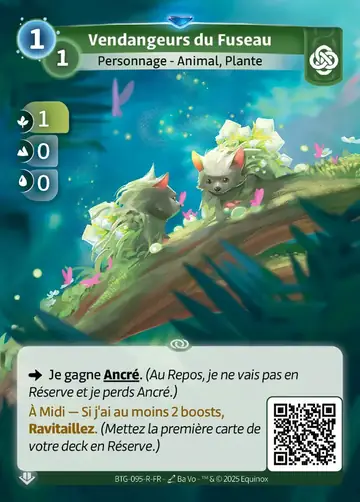 1
1
Vendangeurs du Fuseau
Personnage - Animal, Plante
1
0
0
Je gagne Ancré. (Au Repos, je ne vais pas en
Réserve et je perds Ancré.)
À Midi — Si j'ai au moins 2 boosts,
Ravitaillez. (Mettez la première carte de
votre deck en Réserve.)
BTG-095-R-FR - Ba Vo - ™ & © 2025 Equinox